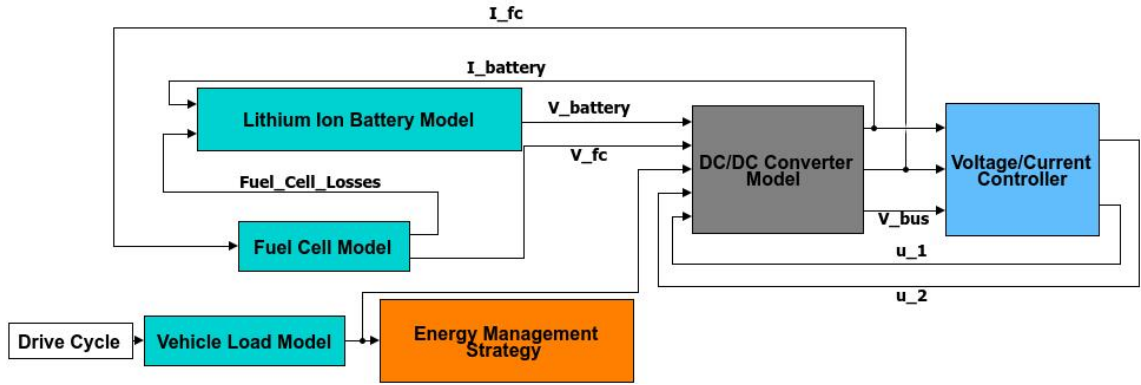 I_fc
I_battery
Lithium Ion Battery Model
V_battery
V_fc
DC/DC Converter
Model
Voltage/Current
Controller
Fuel_Cell_Losses
V_bus
Fuel Cell Model
u_1
u_2
Drive Cycle
Vehicle Load Model
Energy Management
Strategy